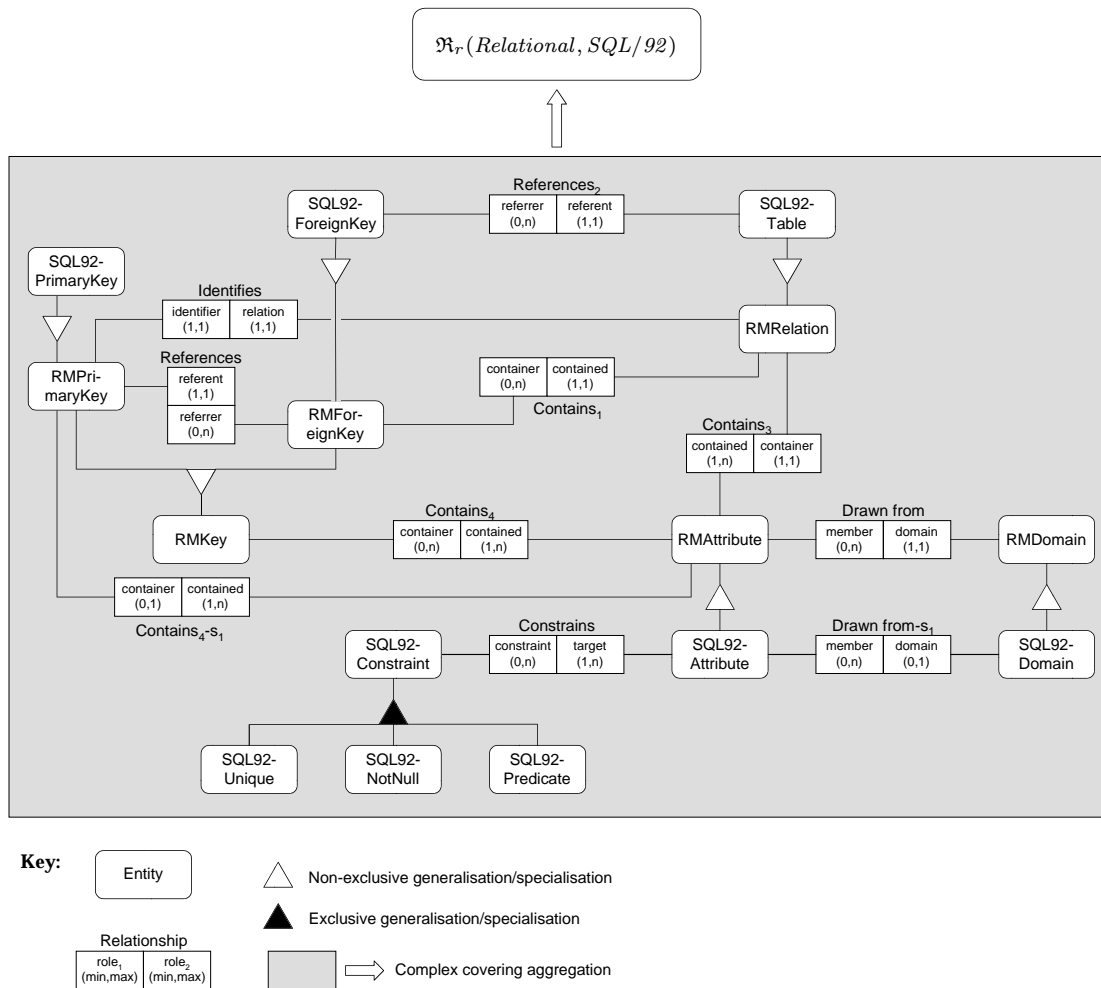 ℜr(Relational, SQL/92)
References2
SQL92-
ForeignKey
referrer
(0,n)
referent
(1,1)
SQL92-
Table
SQL92-
PrimaryKey
Identifies
identifier
(1,1)
relation
(1,1)
RMRelation
References
RMPri-
maryKey
referent
(1,1)
referrer
(0,n)
RMFor-
eignKey
container
(0,n)
contained
(1,1)
Contains1
Contains3
contained
(1,n)
container
(1,1)
RMKey
Contains4
container
(0,n)
contained
(1,n)
RMAttribute
Drawn from
member
(0,n)
domain
(1,1)
RMDomain
container
(0,1)
contained
(1,n)
Contains4-s1
SQL92-
Constraint
Constrains
constraint
(0,n)
target
(1,n)
SQL92-
Attribute
Drawn from-s1
member
(0,n)
domain
(0,1)
SQL92-
Domain
SQL92-
Unique
SQL92-
NotNull
SQL92-
Predicate
Key:
Entity
Non-exclusive generalisation/specialisation
Exclusive generalisation/specialisation
Relationship
role1
(min,max)
role2
(min,max)
Complex covering aggregation